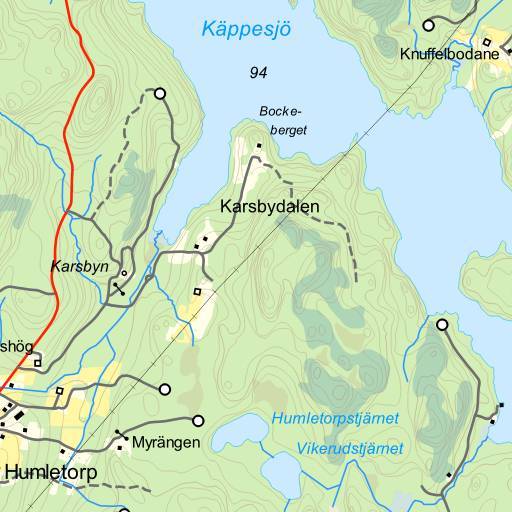 Käppesjö
Knuffelbodane
94
Bocke-
berget
Karsbydalen
Karsbyn
shög
Humletorpstjärnet
Myrängen
Vikerudstjärnet
Humletorp